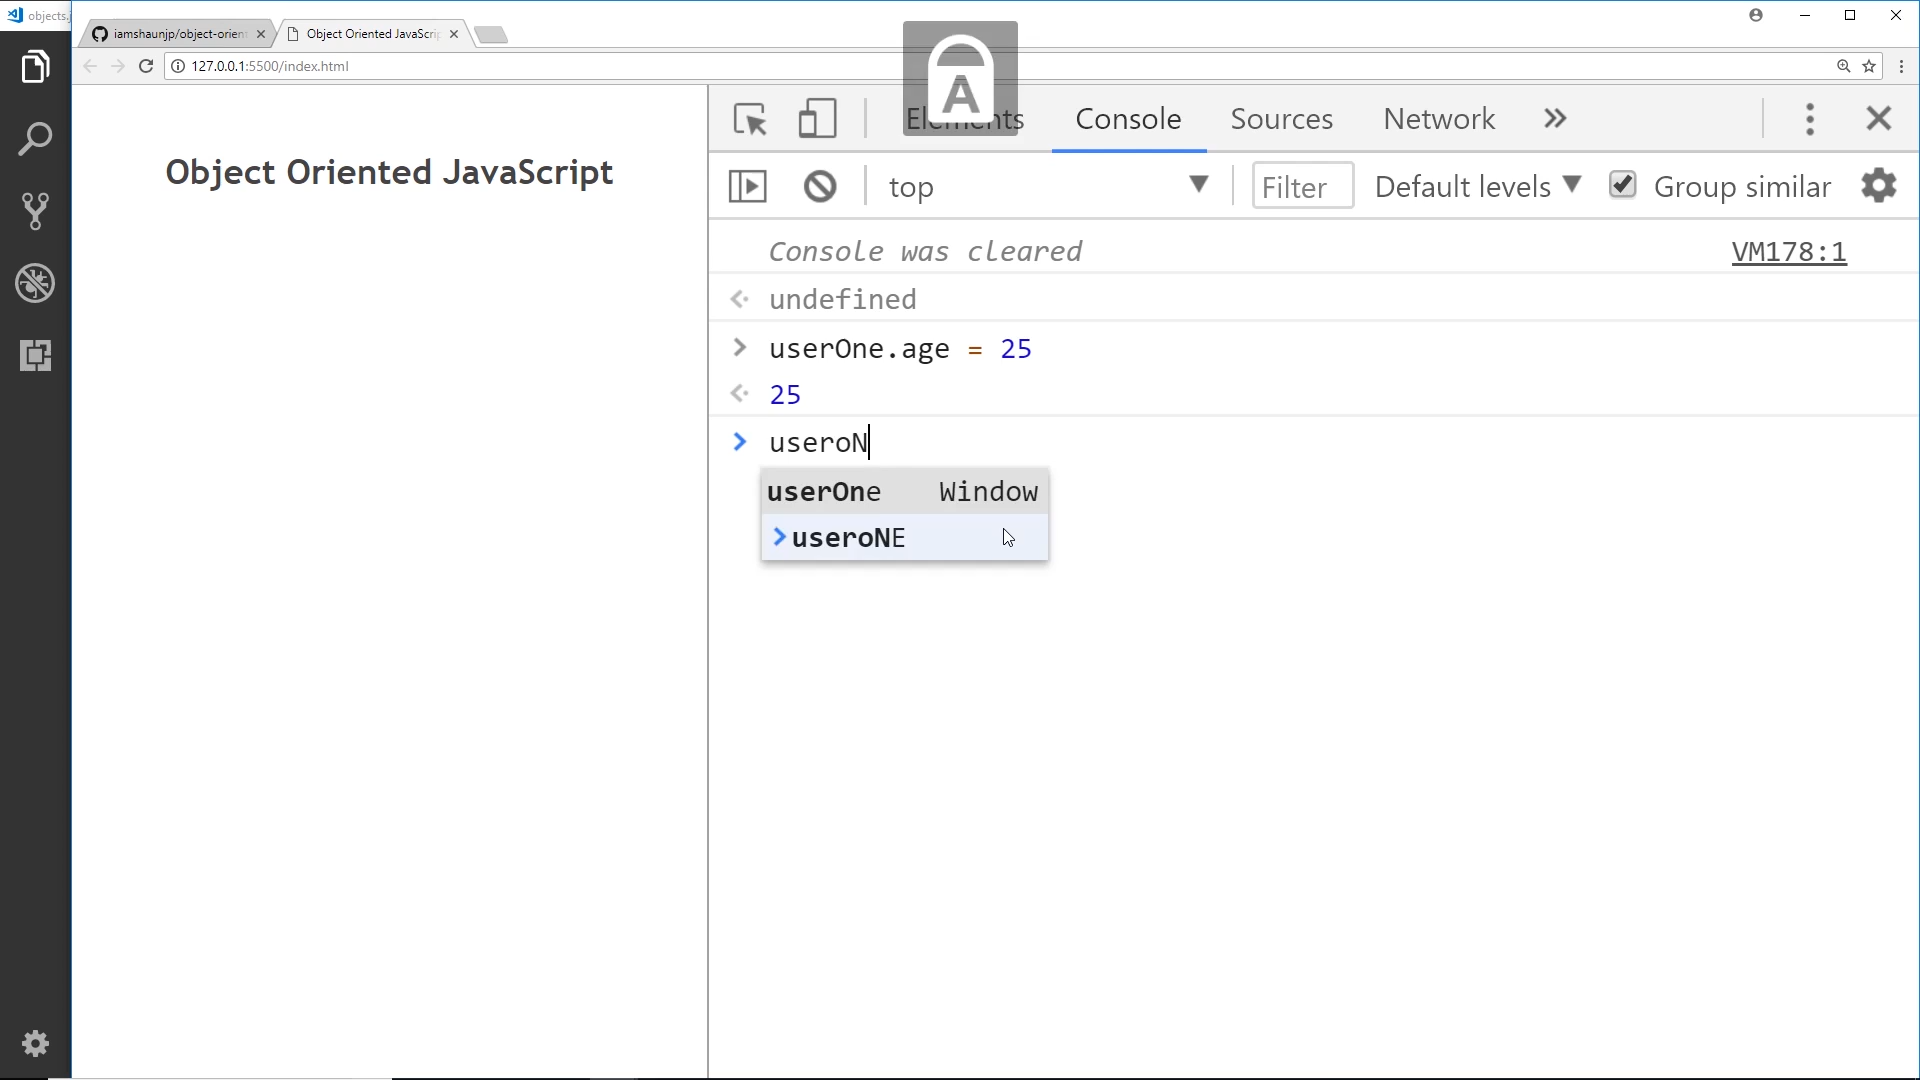 objects.j
iamshaunjp/object-orien
Object Oriented JavaScri
127.0.0.1:5500/index.html
A
Elements Console Sources Network
top Filter Default levels Group similar
Object Oriented JavaScript
Console was cleared VM178:1
undefined
userOne.age = 25
25
useroN
userOne Window
useroNE